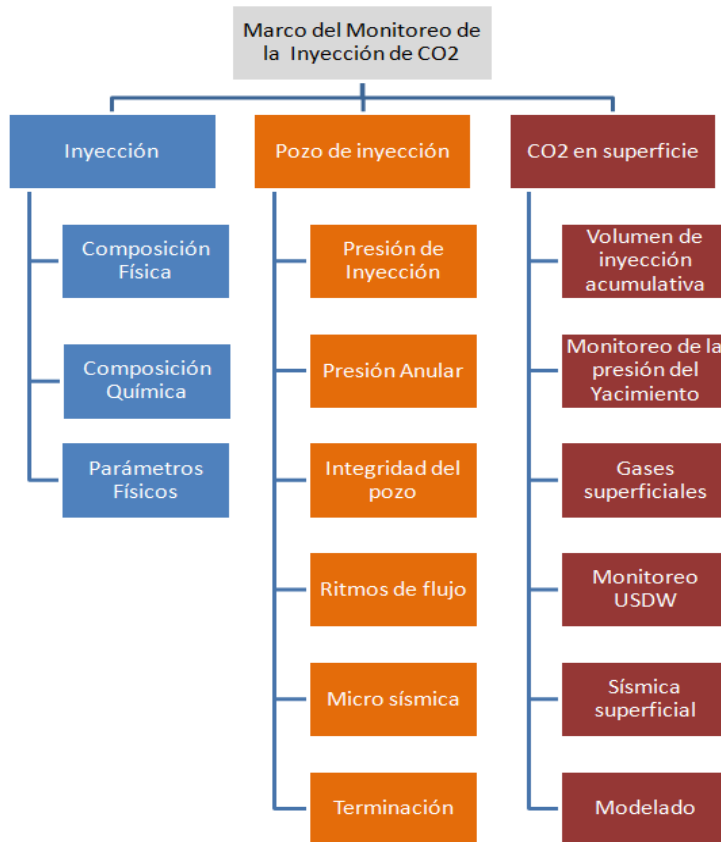 Marco del Monitoreo de
la Inyección de CO2
Inyección
Composición
Física
Composición
Química
Parámetros
Físicos
Pozo de inyección
Presión de
Inyección
Presión Anular
Integridad del
pozo
Ritmos de flujo
Micro sísmica
Terminación
CO2 en superficie
Volumen de
inyección
acumulativa
Monitoreo de la
presión del
Yacimiento
Gases
superficiales
Monitoreo
USDW
Sísmica
superficial
Modelado